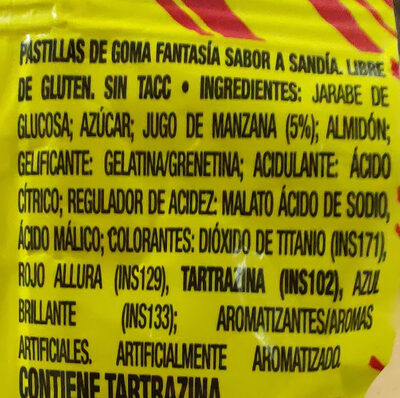 PASTILLAS DE GOMA FANTASÍA SABOR A SANDÍA. LIBRE
DE GLUTEN. SIN TACC • INGREDIENTES: JARABE DE
GLUCOSA; AZÚCAR; JUGO DE MANZANA (5%); ALMIDÓN;
GELIFICANTE: GELATINA/GRENETINA; ACIDULANTE: ÁCIDO
CÍTRICO; REGULADOR DE ACIDEZ: MALATO ÁCIDO DE SODIO,
ÁCIDO MÁLICO; COLORANTES: DIÓXIDO DE TITANIO (INS171),
ROJO ALLURA (INS129), TARTRAZINA (INS102), AZUL
BRILLANTE (INS133); AROMATIZANTES/AROMAS
ARTIFICIALES. ARTIFICIALMENTE AROMATIZADO.
CONTIENE TARTRAZINA